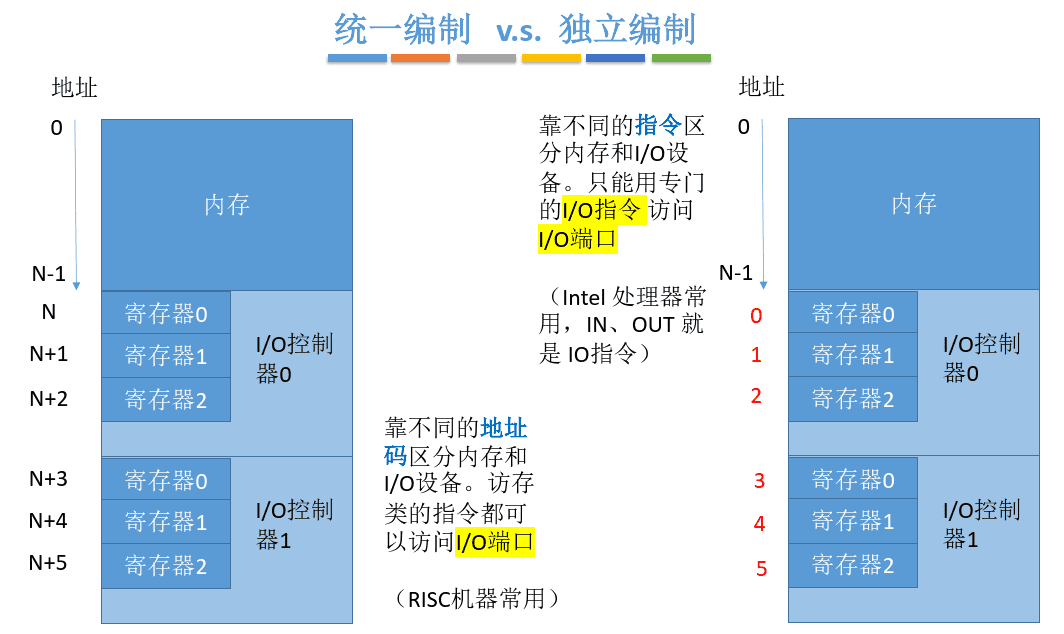 统一编制 v.s. 独立编制
地址
0
内存
N-1
N
寄存器0
N+1
寄存器1
N+2
寄存器2
I/O控制
器0
N+3
寄存器0
N+4
寄存器1
N+5
寄存器2
I/O控制
器1
靠不同的地址
码区分内存和
I/O设备。访存
类的指令都可
以访问I/O端口
（RISC机器常用）
靠不同的指令区
分内存和I/O设
备。只能用专门
的I/O指令 访问
I/O端口
（Intel 处理器常
用，IN、OUT 就
是 IO指令）
地址
0
内存
N-1
0
寄存器0
1
寄存器1
2
寄存器2
I/O控制
器0
3
寄存器0
4
寄存器1
5
寄存器2
I/O控制
器1